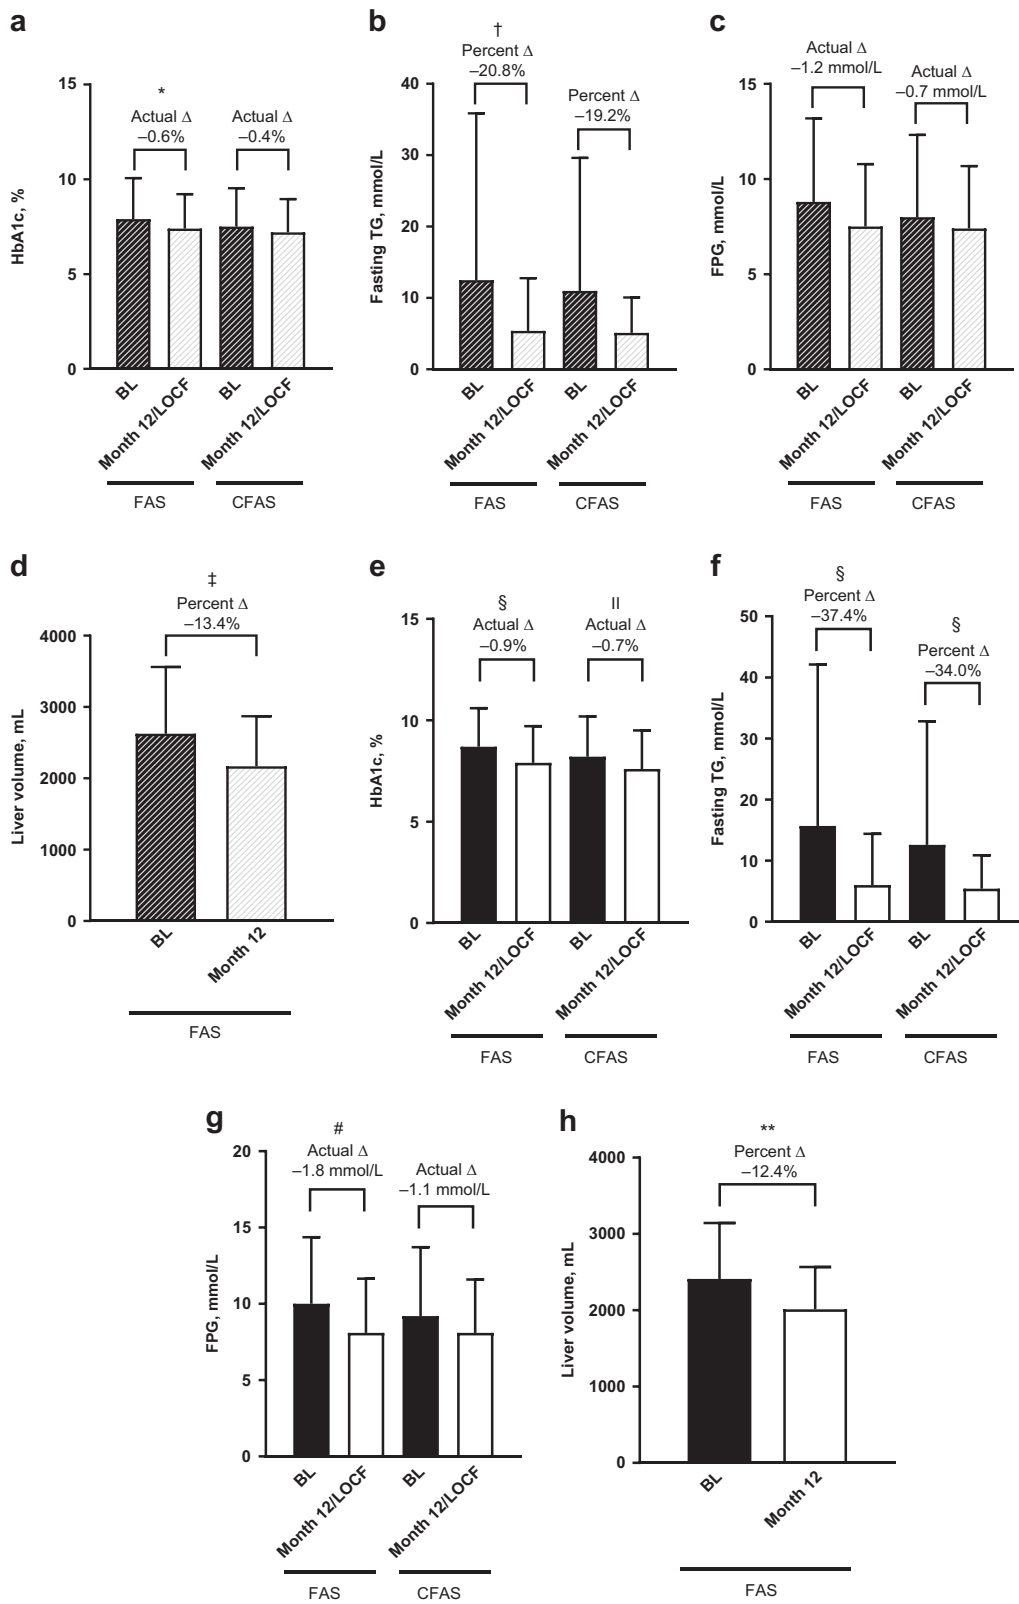 a
*
Actual Δ
–0.6%
Actual Δ
–0.4%
HbA1c, %
15
10
5
0
BL
Month 12/LOCF
BL
Month 12/LOCF
FAS
CFAS
b
†
Percent Δ
–20.8%
Percent Δ
–19.2%
Fasting TG, mmol/L
40
30
20
10
0
BL
Month 12/LOCF
BL
Month 12/LOCF
FAS
CFAS
c
Actual Δ
–1.2 mmol/L
Actual Δ
–0.7 mmol/L
FPG, mmol/L
15
10
5
0
BL
Month 12/LOCF
BL
Month 12/LOCF
FAS
CFAS
d
‡
Percent Δ
–13.4%
Liver volume, mL
4000
3000
2000
1000
0
BL
Month 12
FAS
e
§
Actual Δ
–0.9%
II
Actual Δ
–0.7%
HbA1c, %
15
10
5
0
BL
Month 12/LOCF
BL
Month 12/LOCF
FAS
CFAS
f
§
Percent Δ
–37.4%
§
Percent Δ
–34.0%
Fasting TG, mmol/L
50
40
30
20
10
0
BL
Month 12/LOCF
BL
Month 12/LOCF
FAS
CFAS
g
#
Actual Δ
–1.8 mmol/L
Actual Δ
–1.1 mmol/L
FPG, mmol/L
20
15
10
5
0
BL
Month 12/LOCF
BL
Month 12/LOCF
FAS
CFAS
h
**
Percent Δ
–12.4%
Liver volume, mL
4000
3000
2000
1000
0
BL
Month 12
FAS